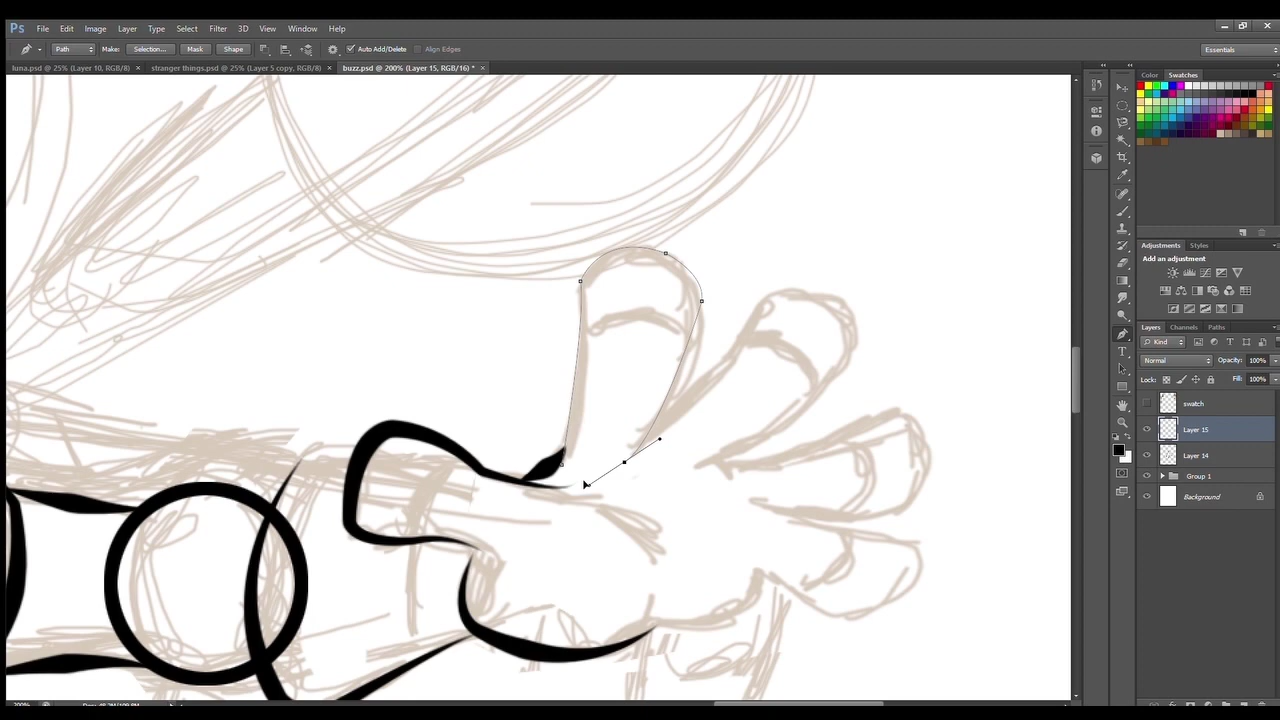 Ps File Edit Image Layer Type Select Filter 3D View Window Help
Path Make: Selection... Mask Shape Auto Add/Delete Align Edges Essentials
luna.psd @ 25% (Layer 10, RGB/8) × stranger things.psd @ 25% (Layer 5 copy, RGB/8) × buzz.psd @ 200% (Layer 15, RGB/16) * ×
Color Swatches
Adjustments Styles
Add an adjustment
Layers Channels Paths
Kind
Normal Opacity: 100%
Lock: Fill: 100%
swatch
Layer 15
Layer 14
Group 1
Background